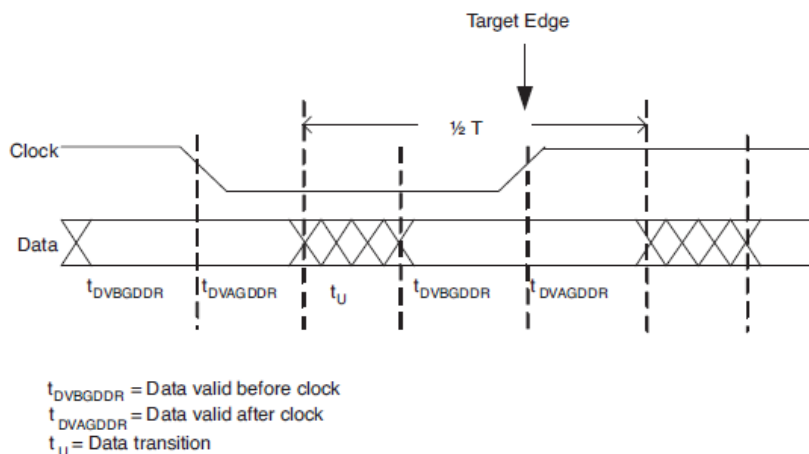 Target Edge
½ T
Clock
Data
tDVBGDDR tDVAGDDR tU tDVBGDDR tDVAGDDR
tDVBGDDR = Data valid before clock
tDVAGDDR = Data valid after clock
tU = Data transition